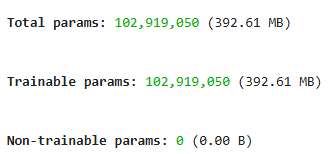 Total params: 102,919,050 (392.61 MB)
Trainable params: 102,919,050 (392.61 MB)
Non-trainable params: 0 (0.00 B)